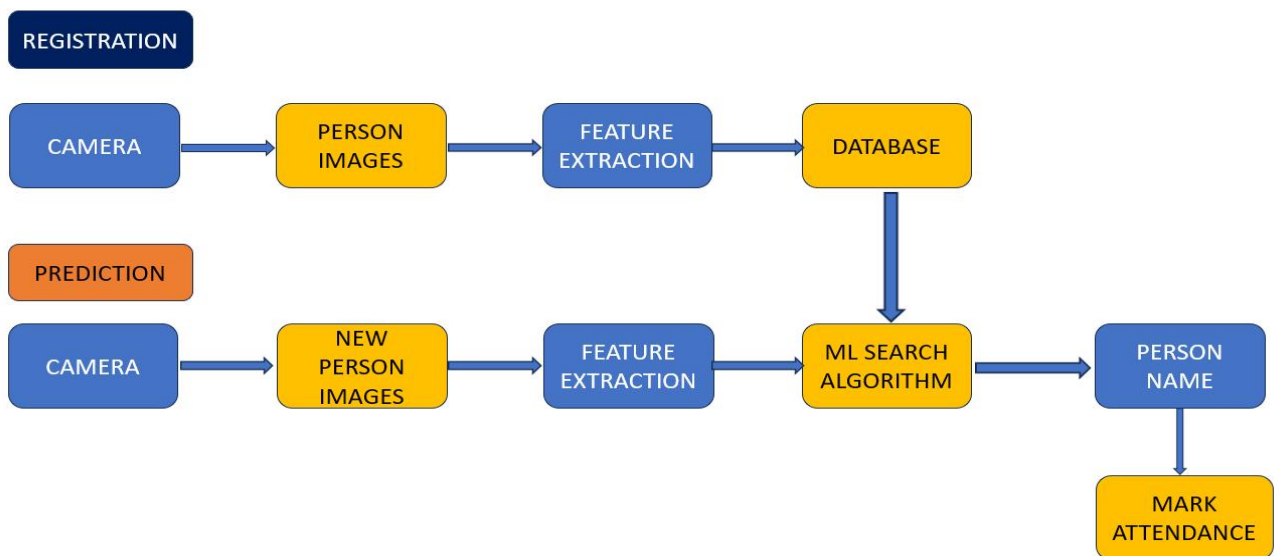 REGISTRATION
CAMERA
PERSON
IMAGES
FEATURE
EXTRACTION
DATABASE
PREDICTION
CAMERA
NEW
PERSON
IMAGES
FEATURE
EXTRACTION
ML SEARCH
ALGORITHM
PERSON
NAME
MARK
ATTENDANCE